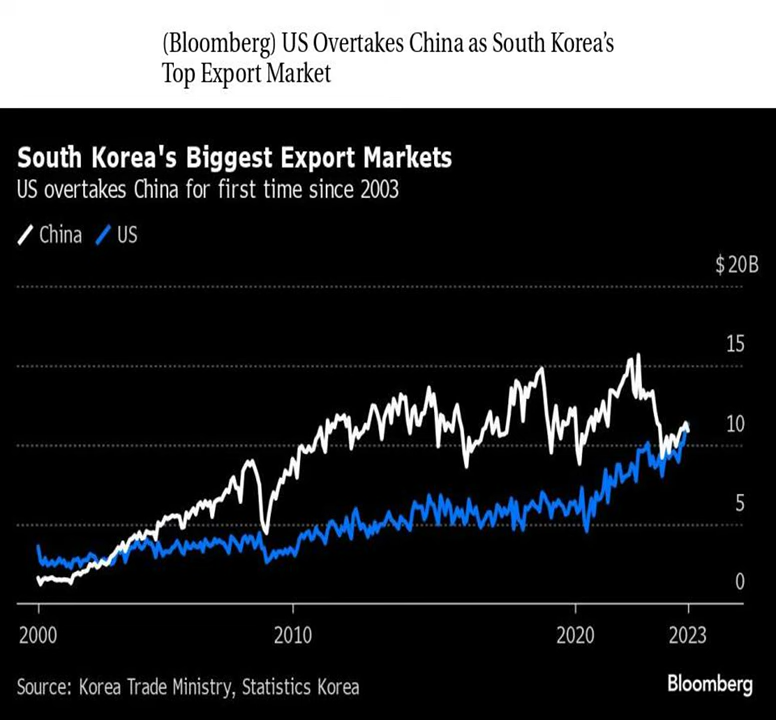 (Bloomberg) US Overtakes China as South Korea's
Top Export Market
South Korea's Biggest Export Markets
US overtakes China for first time since 2003
China US
$20B
15
10
5
0
2000 2010 2020 2023
Source: Korea Trade Ministry, Statistics Korea
Bloomberg